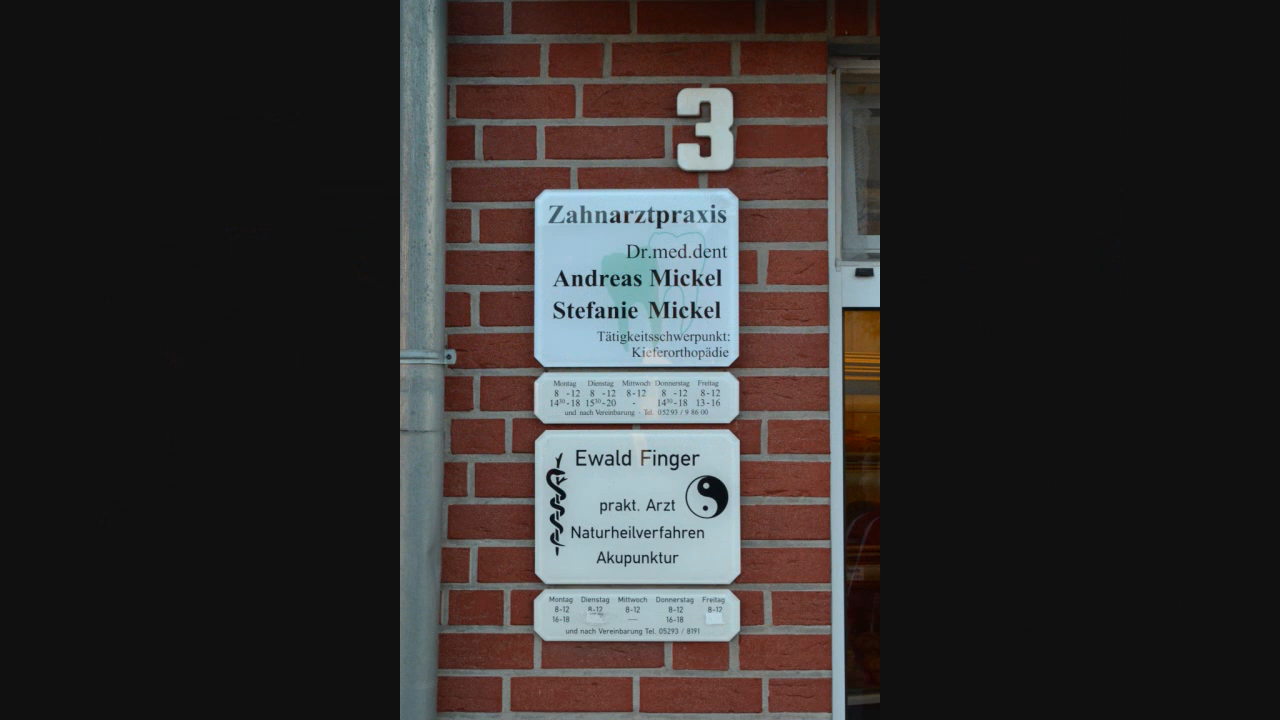 3
Zahnarztpraxis
Dr.med.dent
Andreas Mickel
Stefanie Mickel
Tätigkeitsschwerpunkt:
Kieferorthopädie
Montag Dienstag Mittwoch Donnerstag Freitag
8 -12 8 -12 8-12 8 -12 8-12
14³⁰-18 15³⁰-20 - 14³⁰-18 13-16
und nach Vereinbarung - Tel. 05293 / 9 86 00
Ewald Finger
prakt. Arzt
Naturheilverfahren
Akupunktur
Montag Dienstag Mittwoch Donnerstag Freitag
8-12 8-12 8-12 8-12 8-12
16-18 — 16-18
und nach Vereinbarung Tel. 05293 / 8191